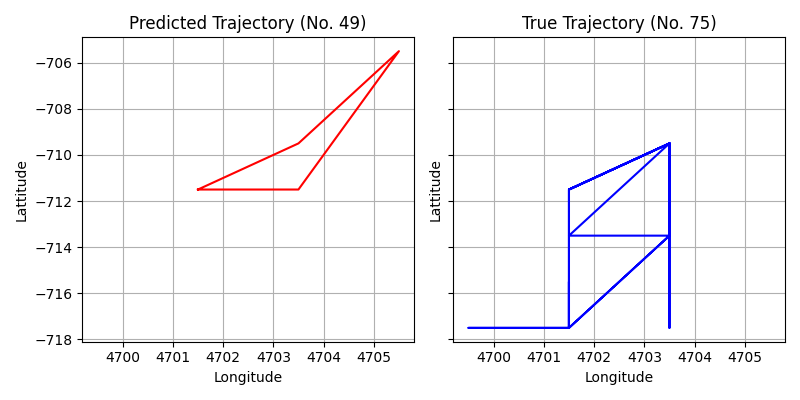 Predicted Trajectory (No. 49)
True Trajectory (No. 75)
Lattitude
−706
−708
−710
−712
−714
−716
−718
4700 4701 4702 4703 4704 4705
Longitude
Lattitude
4700 4701 4702 4703 4704 4705
Longitude